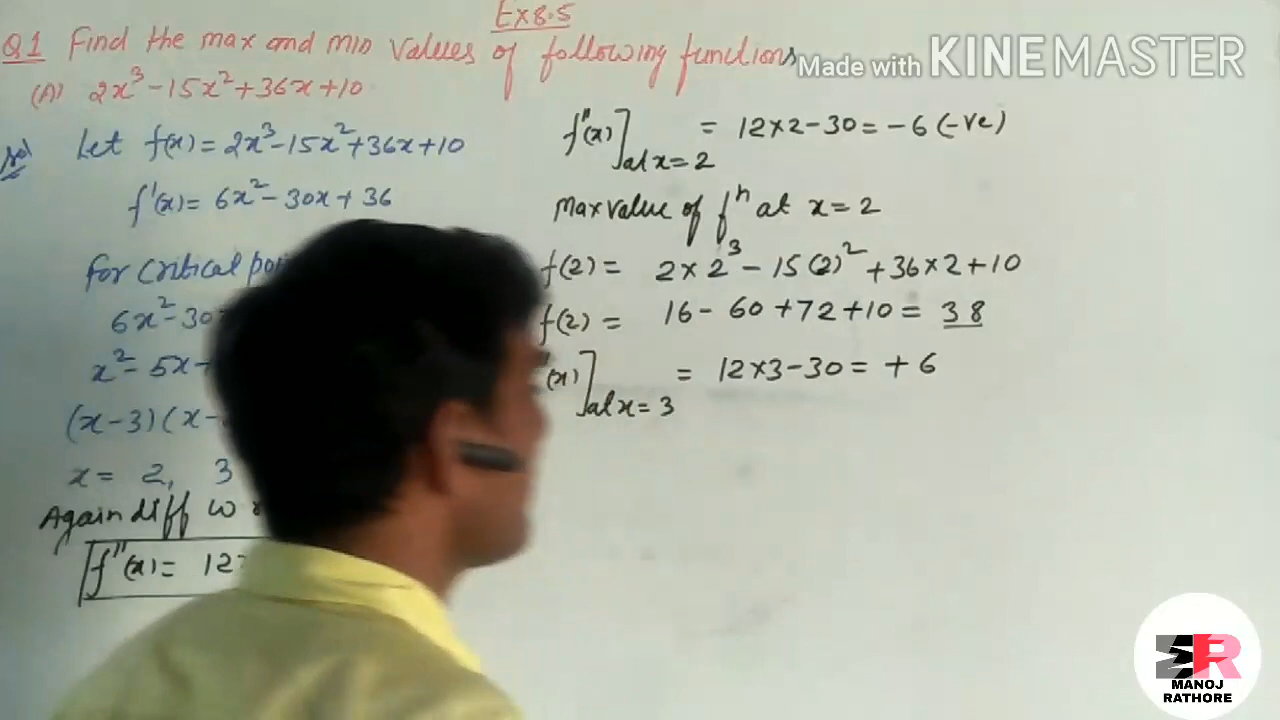 Ex 8.5
Q1 Find the max and min values of following functions
(A) 2x³-15x²+36x+10
Sol Let f(x)=2x³-15x²+36x+10
f'(x)= 6x²-30x+36
for critical
6x²-30
x²-5x
(x-3)(x-
x= 2, 3
Again diff w
f''(x)= 12
f''(x)] at x=2 = 12×2-30=-6(-ve)
Max value of fⁿ at x=2
f(2)= 2×2³-15(2)²+36×2+10
f(2)= 16-60+72+10= 38
(x)] at x=3 = 12×3-30=+6
Made with KINEMASTER
MANOJ
RATHORE